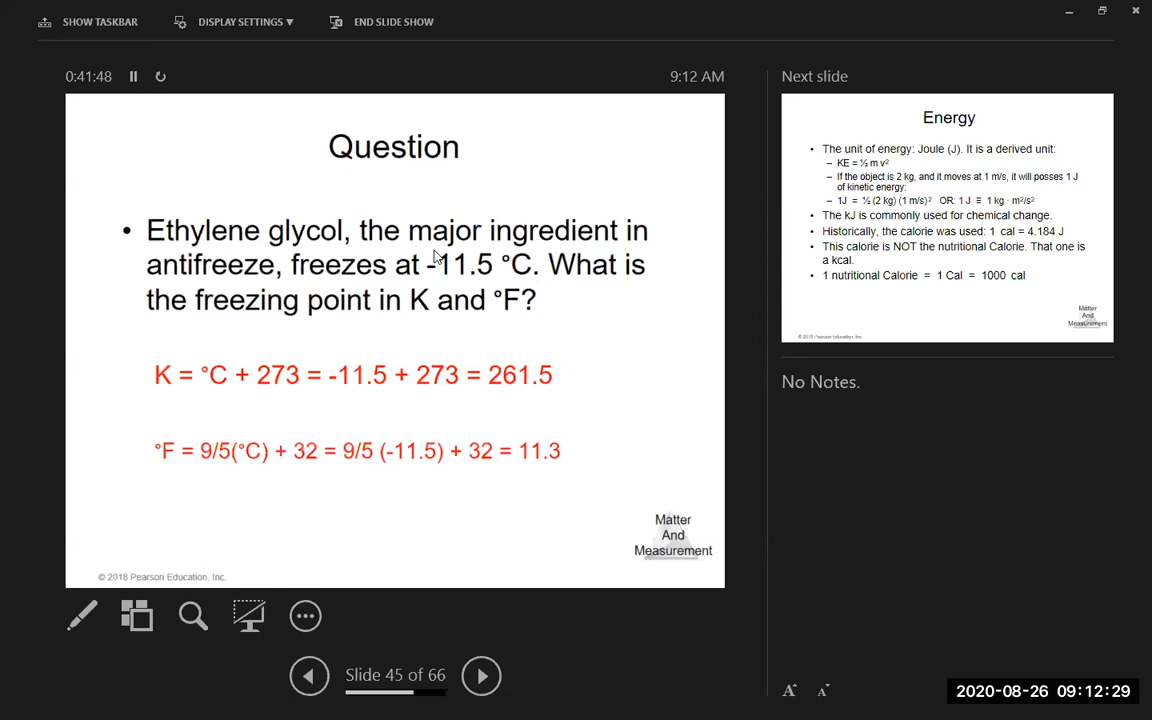 SHOW TASKBAR
DISPLAY SETTINGS ▼
END SLIDE SHOW
0:41:48
9:12 AM
Question
• Ethylene glycol, the major ingredient in
antifreeze, freezes at -11.5 °C. What is
the freezing point in K and °F?
K = °C + 273 = -11.5 + 273 = 261.5
°F = 9/5(°C) + 32 = 9/5 (-11.5) + 32 = 11.3
Matter
And
Measurement
© 2018 Pearson Education, Inc.
Slide 45 of 66
Next slide
Energy
• The unit of energy: Joule (J). It is a derived unit:
– KE = ½ m v²
– If the object is 2 kg, and it moves at 1 m/s, it will posses 1 J
of kinetic energy:
– 1J = ½ (2 kg) (1 m/s)² OR: 1 J ≡ 1 kg · m²/s²
• The kJ is commonly used for chemical change.
• Historically, the calorie was used: 1 cal = 4.184 J
• This calorie is NOT the nutritional Calorie. That one is
a kcal.
• 1 nutritional Calorie = 1 Cal = 1000 cal
Matter
And
Measurement
© 2018 Pearson Education, Inc.
No Notes.
A A
2020-08-26 09:12:29